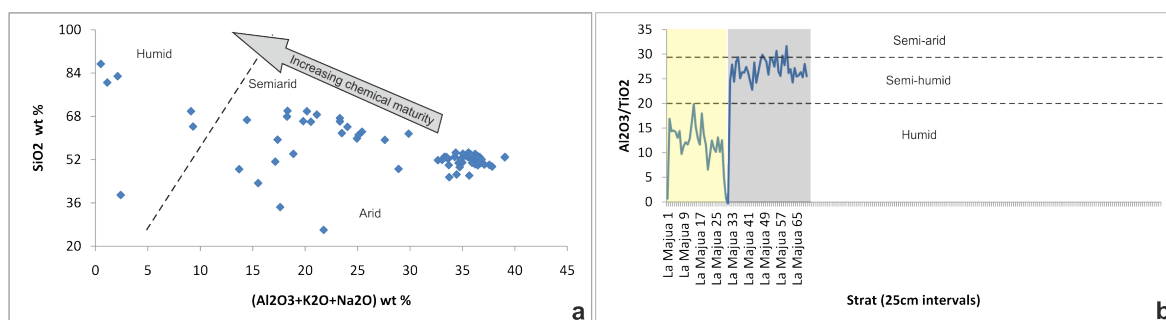 100
84
68
52
36
20
SiO2 wt %
Humid
Semiarid
Increasing chemical maturity
Arid
0
5
10
15
20
25
30
35
40
45
(Al2O3+K2O+Na2O) wt %
a
35
30
25
20
15
10
5
0
Al2O3/TiO2
Semi-arid
Semi-humid
Humid
La Majua 1
La Majua 9
La Majua 17
La Majua 25
La Majua 33
La Majua 41
La Majua 49
La Majua 57
La Majua 65
Strat (25cm intervals)
b